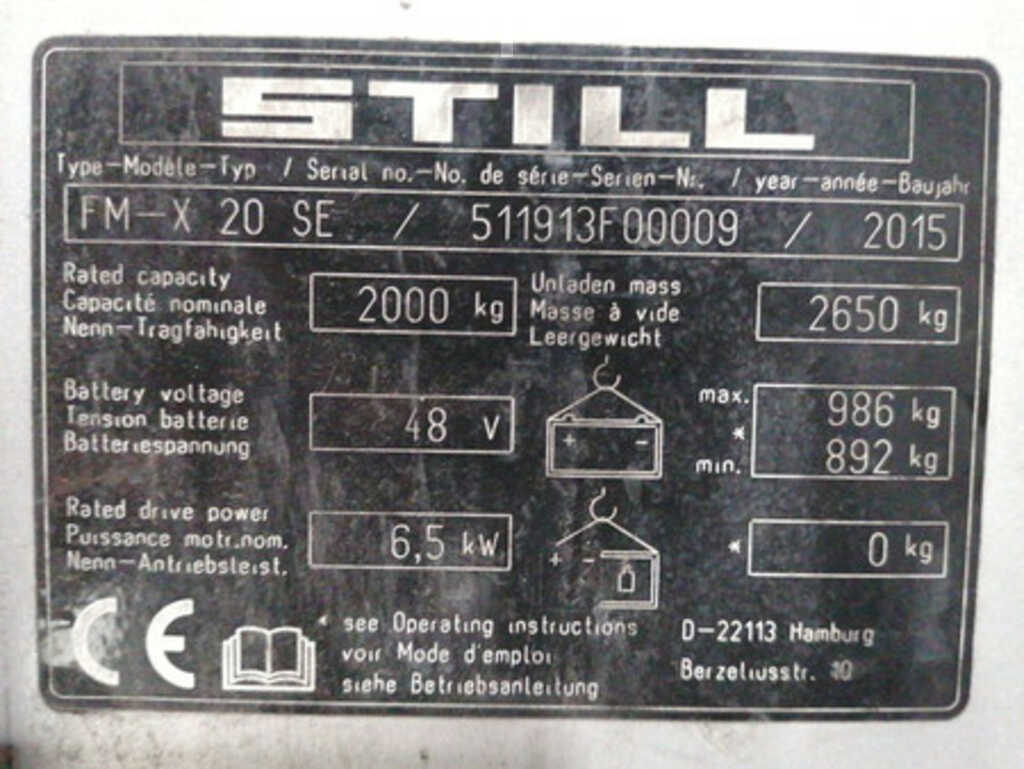 STILL
Type-Modèle-Typ / Serial no.-No. de série-Serien-Nr. / year-année-Baujahr
FM-X 20 SE / 511913F00009 / 2015
Rated capacity
Capacité nominale
Nenn-Tragfähigkeit
2000 kg
Unladen mass
Masse à vide
Leergewicht
2650 kg
Battery voltage
Tension batterie
Batteriespannung
48 V
+ -
max. 986 kg
*
min. 892 kg
Rated drive power
Puissance motr.nom.
Nenn-Antriebsleist.
6,5 kW
+ -
* 0 kg
CE
* see Operating instructions
voir Mode d'emploi
siehe Betriebsanleitung
D-22113 Hamburg
Berzeliusstr. 10